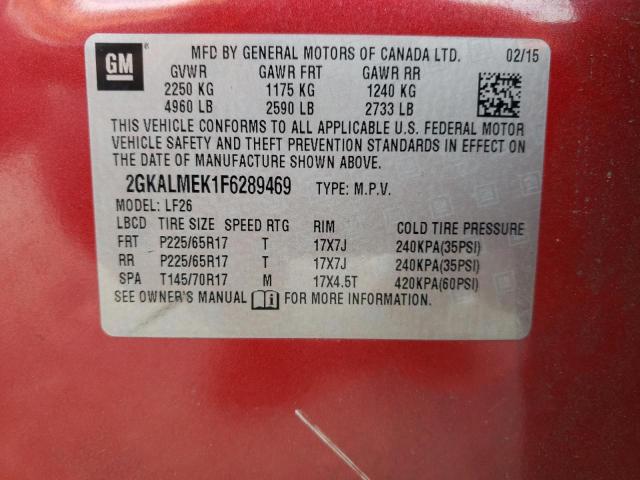 GM
MFD BY GENERAL MOTORS OF CANADA LTD. 02/15
GVWR GAWR FRT GAWR RR
2250 KG 1175 KG 1240 KG
4960 LB 2590 LB 2733 LB
THIS VEHICLE CONFORMS TO ALL APPLICABLE U.S. FEDERAL MOTOR
VEHICLE SAFETY AND THEFT PREVENTION STANDARDS IN EFFECT ON
THE DATE OF MANUFACTURE SHOWN ABOVE.
2GKALMEK1F6289469 TYPE: M.P.V.
MODEL: LF26
LBCD TIRE SIZE SPEED RTG RIM COLD TIRE PRESSURE
FRT P225/65R17 T 17X7J 240KPA(35PSI)
RR P225/65R17 T 17X7J 240KPA(35PSI)
SPA T145/70R17 M 17X4.5T 420KPA(60PSI)
SEE OWNER'S MANUAL FOR MORE INFORMATION.